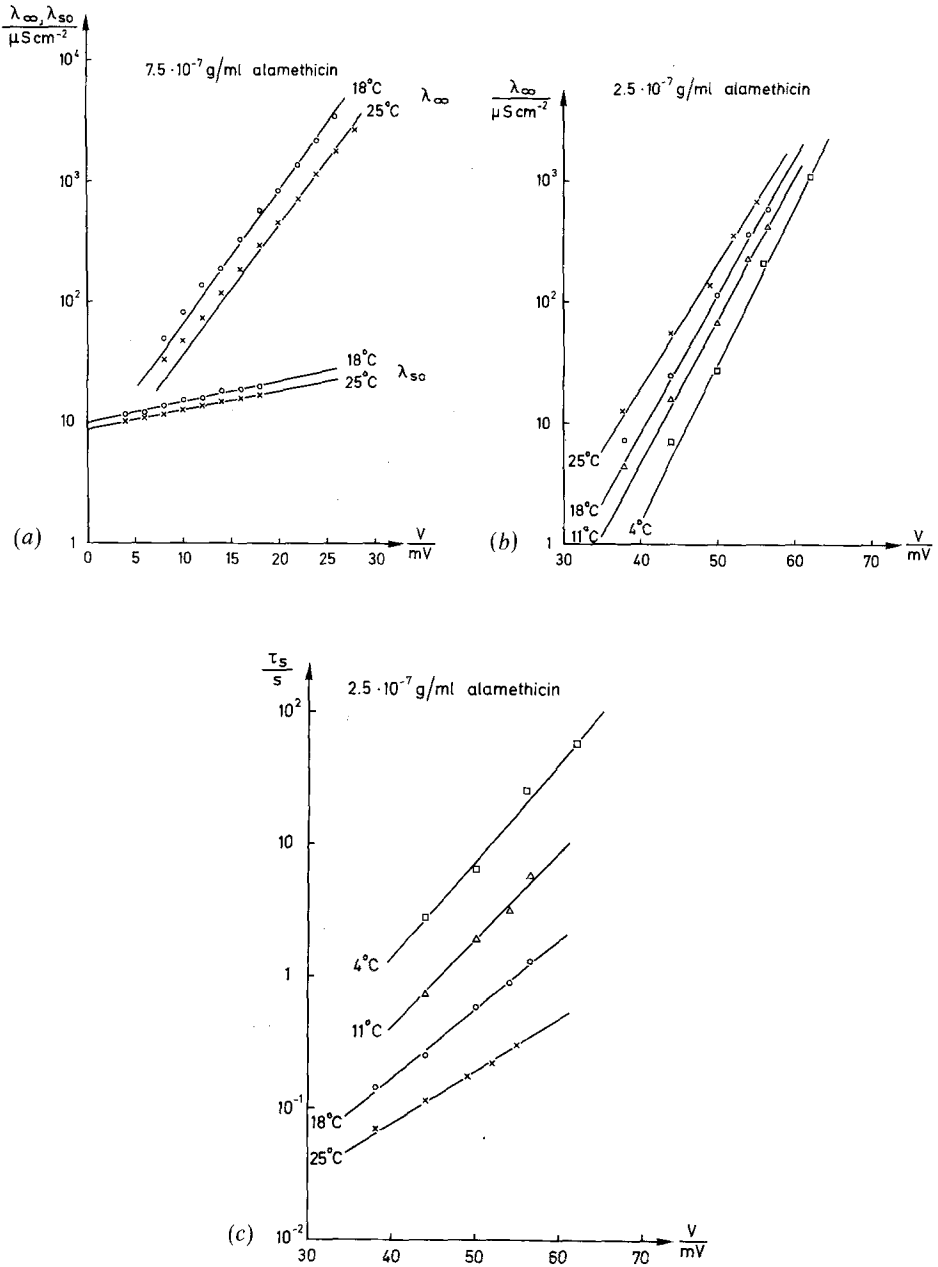 λ∞, λso
μS cm⁻²
7.5 · 10⁻⁷ g/ml alamethicin
10⁴
10³
10²
10
1
18°C
25°C
λ∞
18°C
25°C
λso
0 5 10 15 20 25 30
V
mV
(a)
λ∞
μS cm⁻²
2.5 · 10⁻⁷ g/ml alamethicin
10³
10²
10
1
25°C
18°C
11°C
4°C
30 40 50 60 70
V
mV
(b)
τs
s
2.5 · 10⁻⁷ g/ml alamethicin
10²
10
1
10⁻¹
10⁻²
4°C
11°C
18°C
25°C
30 40 50 60 70
V
mV
(c)